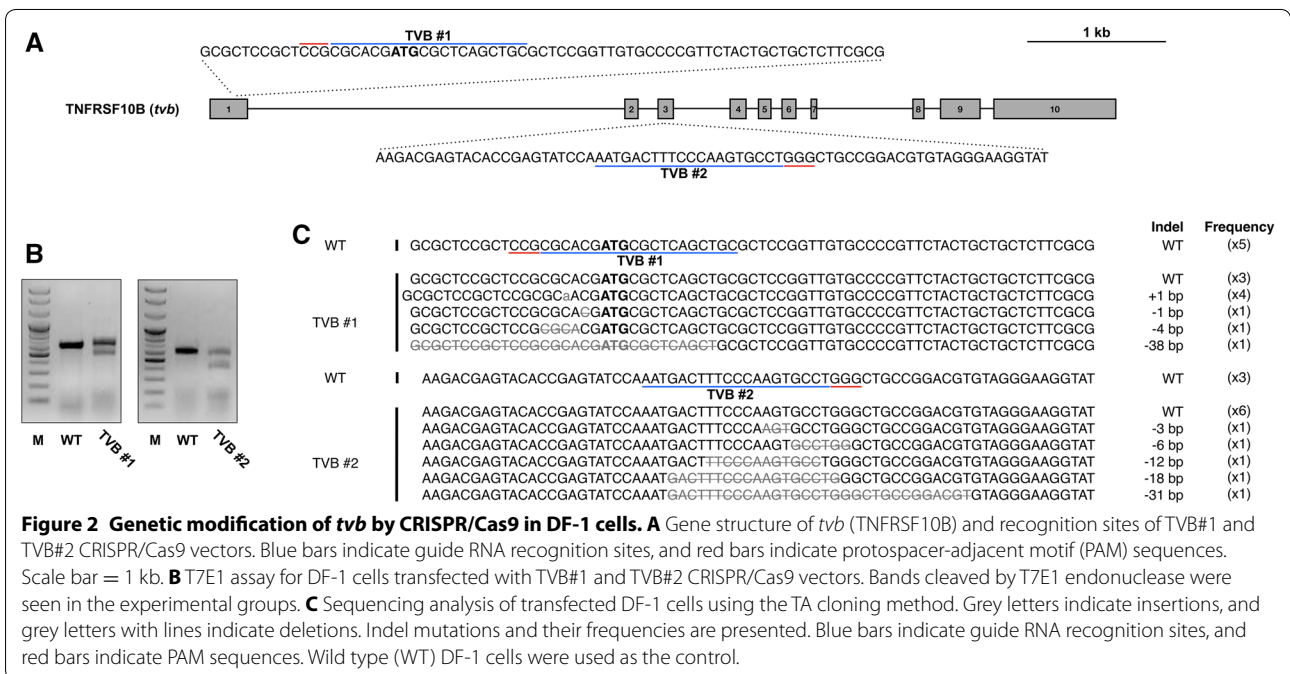 A
GCGCTCCGCTCCGCGCACGATGCGCTCAGCTGCGCTCCGGTTGTGCCCCGTTCTACTGCTGCTCTTCGCG
TVB #1
1 kb
TNFRSF10B (tvb)
1 2 3 4 5 6 7 8 9 10
AAGACGAGTACACCGAGTATCCAAATGACTTTCCCAAGTGCCTGGGCTGCCGGACGTGTAGGGAAGGTAT
TVB #2
B
M WT TVB #1
M WT TVB #2
C
Indel Frequency
WT GCGCTCCGCTCCGCGCACGATGCGCTCAGCTGCGCTCCGGTTGTGCCCCGTTCTACTGCTGCTCTTCGCG WT (x5)
TVB #1
TVB #1
GCGCTCCGCTCCGCGCACGATGCGCTCAGCTGCGCTCCGGTTGTGCCCCGTTCTACTGCTGCTCTTCGCG WT (x3)
GCGCTCCGCTCCGCGCaACGATGCGCTCAGCTGCGCTCCGGTTGTGCCCCGTTCTACTGCTGCTCTTCGCG +1 bp (x4)
GCGCTCCGCTCCGCGCACGATGCGCTCAGCTGCGCTCCGGTTGTGCCCCGTTCTACTGCTGCTCTTCGCG -1 bp (x1)
GCGCTCCGCTCCGCGCACGATGCGCTCAGCTGCGCTCCGGTTGTGCCCCGTTCTACTGCTGCTCTTCGCG -4 bp (x1)
GCGCTCCGCTCCGCGCACGATGCGCTCAGCTGCGCTCCGGTTGTGCCCCGTTCTACTGCTGCTCTTCGCG -38 bp (x1)
WT AAGACGAGTACACCGAGTATCCAAATGACTTTCCCAAGTGCCTGGGCTGCCGGACGTGTAGGGAAGGTAT WT (x3)
TVB #2
TVB #2
AAGACGAGTACACCGAGTATCCAAATGACTTTCCCAAGTGCCTGGGCTGCCGGACGTGTAGGGAAGGTAT WT (x6)
AAGACGAGTACACCGAGTATCCAAATGACTTTCCCAAGTGCCTGGGCTGCCGGACGTGTAGGGAAGGTAT -3 bp (x1)
AAGACGAGTACACCGAGTATCCAAATGACTTTCCCAAGTGCCTGGGCTGCCGGACGTGTAGGGAAGGTAT -6 bp (x1)
AAGACGAGTACACCGAGTATCCAAATGACTTTCCCAAGTGCCTGGGCTGCCGGACGTGTAGGGAAGGTAT -12 bp (x1)
AAGACGAGTACACCGAGTATCCAAATGACTTTCCCAAGTGCCTGGGCTGCCGGACGTGTAGGGAAGGTAT -18 bp (x1)
AAGACGAGTACACCGAGTATCCAAATGACTTTCCCAAGTGCCTGGGCTGCCGGACGTGTAGGGAAGGTAT -31 bp (x1)
Figure 2 Genetic modification of tvb by CRISPR/Cas9 in DF-1 cells. A Gene structure of tvb (TNFRSF10B) and recognition sites of TVB#1 and
TVB#2 CRISPR/Cas9 vectors. Blue bars indicate guide RNA recognition sites, and red bars indicate protospacer-adjacent motif (PAM) sequences.
Scale bar = 1 kb. B T7E1 assay for DF-1 cells transfected with TVB#1 and TVB#2 CRISPR/Cas9 vectors. Bands cleaved by T7E1 endonuclease were
seen in the experimental groups. C Sequencing analysis of transfected DF-1 cells using the TA cloning method. Grey letters indicate insertions, and
grey letters with lines indicate deletions. Indel mutations and their frequencies are presented. Blue bars indicate guide RNA recognition sites, and
red bars indicate PAM sequences. Wild type (WT) DF-1 cells were used as the control.